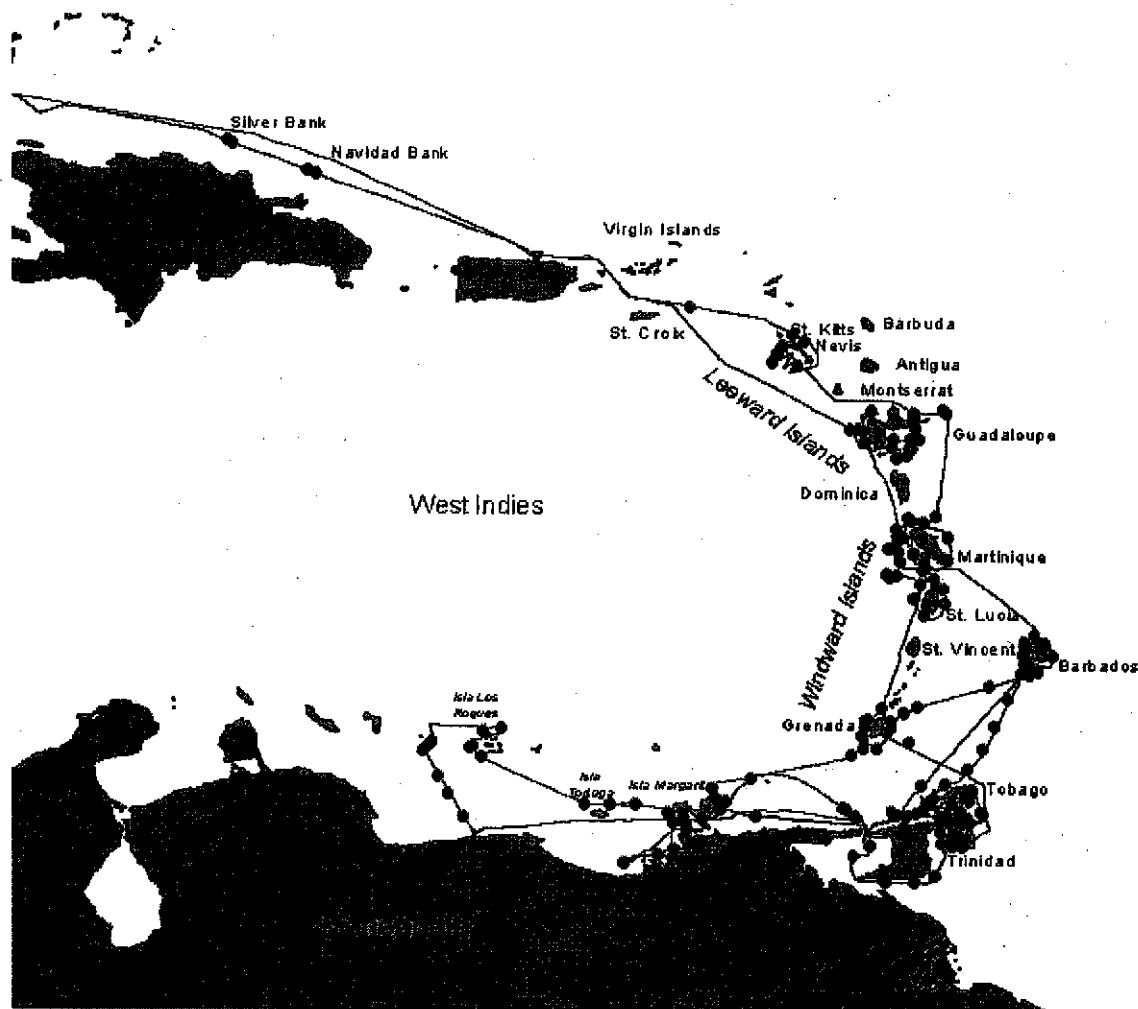 Silver Bank
Navidad Bank
Virgin Islands
St. Croix
St. Kitts
Nevis
Barbuda
Antigua
Montserrat
Leeward Islands
Guadaloupe
Dominica
West Indies
Martinique
Windward Islands
St. Lucia
St. Vincent
Barbados
Isla Los
Roques
Grenada
Isla
Tortuga
Isla Margarit
Tobago
Trinidad